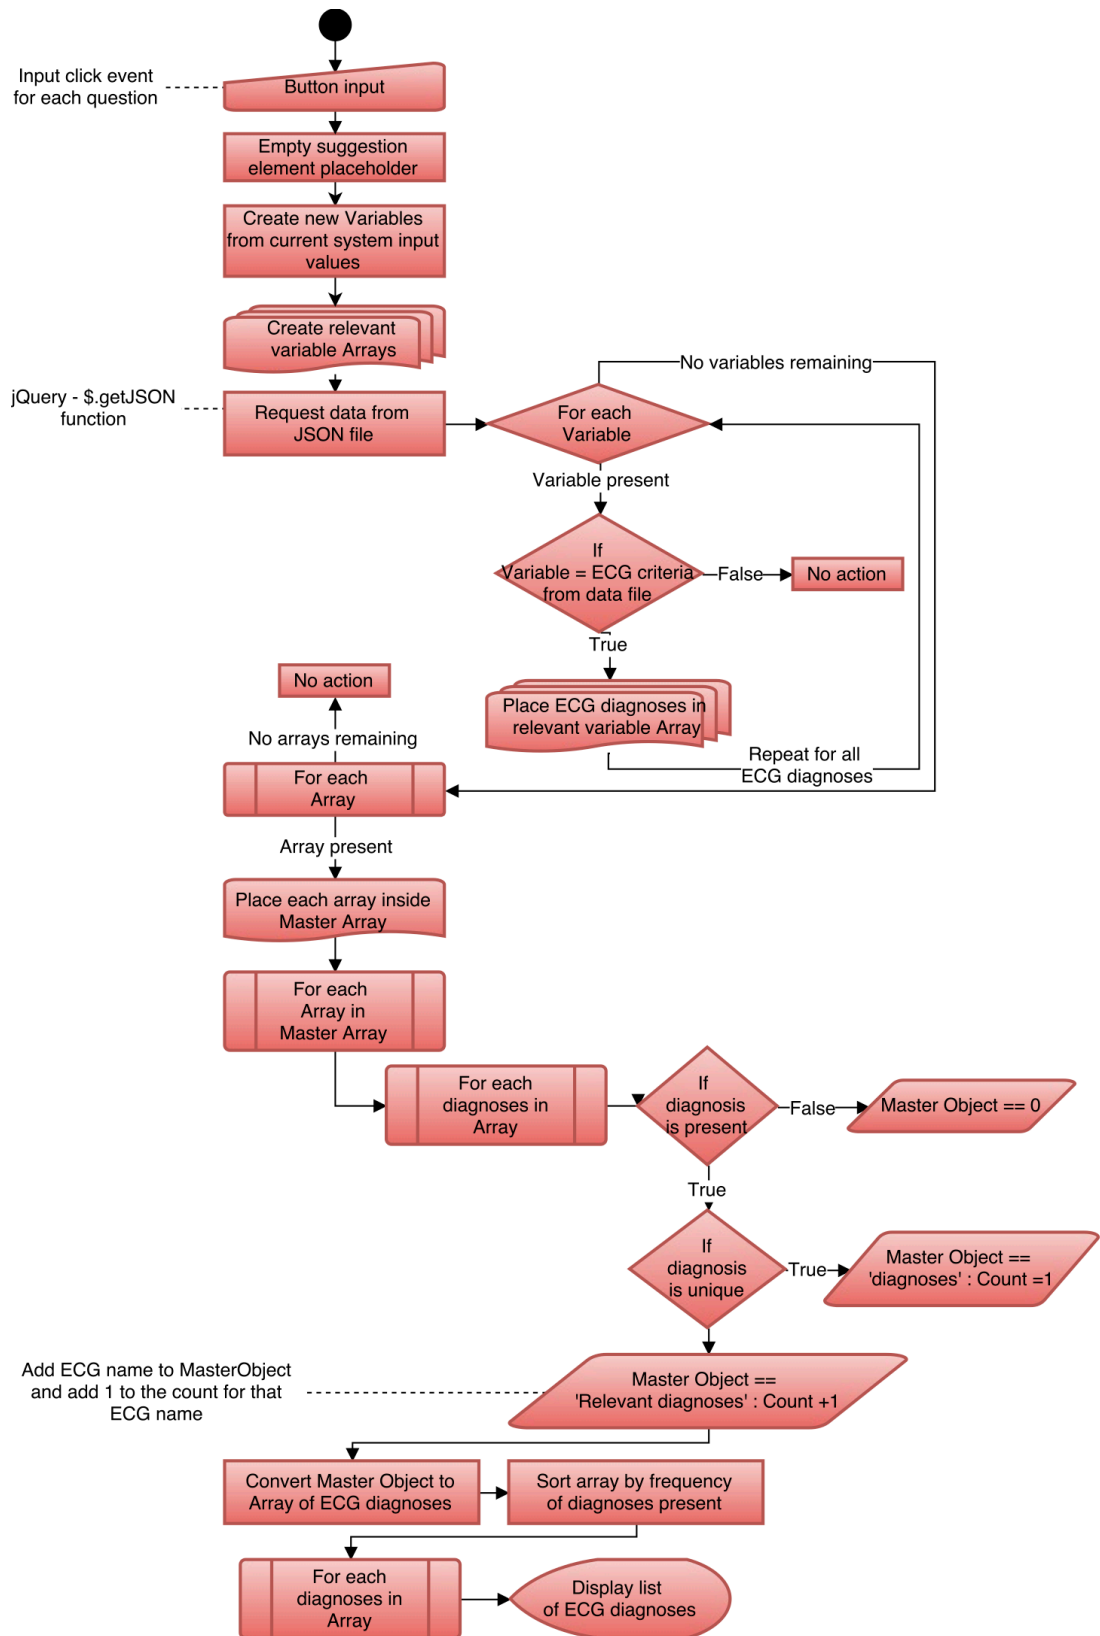 Input click event
for each question
Button input
Empty suggestion
element placeholder
Create new Variables
from current system input
values
Create relevant
variable Arrays
jQuery - $.getJSON
function
Request data from
JSON file
No variables remaining
For each
Variable
Variable present
If
Variable = ECG criteria
from data file
False
No action
True
Place ECG diagnoses in
relevant variable Array
Repeat for all
ECG diagnoses
No action
No arrays remaining
For each
Array
Array present
Place each array inside
Master Array
For each
Array in
Master Array
For each
diagnoses in
Array
If
diagnosis
is present
False
Master Object == 0
True
If
diagnosis
is unique
True
Master Object ==
'diagnoses' : Count =1
Add ECG name to MasterObject
and add 1 to the count for that
ECG name
Master Object ==
'Relevant diagnoses' : Count +1
Convert Master Object to
Array of ECG diagnoses
Sort array by frequency
of diagnoses present
For each
diagnoses in
Array
Display list
of ECG diagnoses